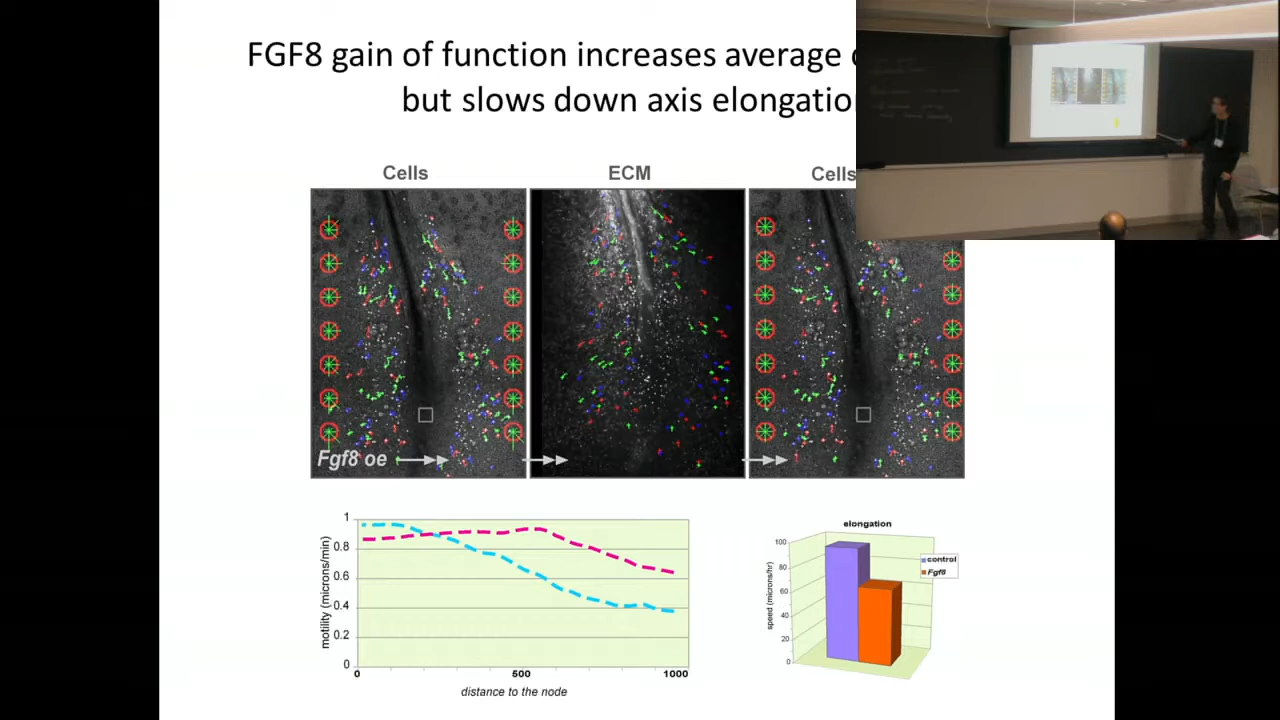 FGF8 gain of function increases average
but slows down axis elongatio
Cells
ECM
Cells
Fgf8 oe
1
0.8
0.6
0.4
0.2
0
motility (microns/min)
0
500
1000
distance to the node
elongation
100
80
60
40
20
0
speed (microns/hr)
control
Fgf8